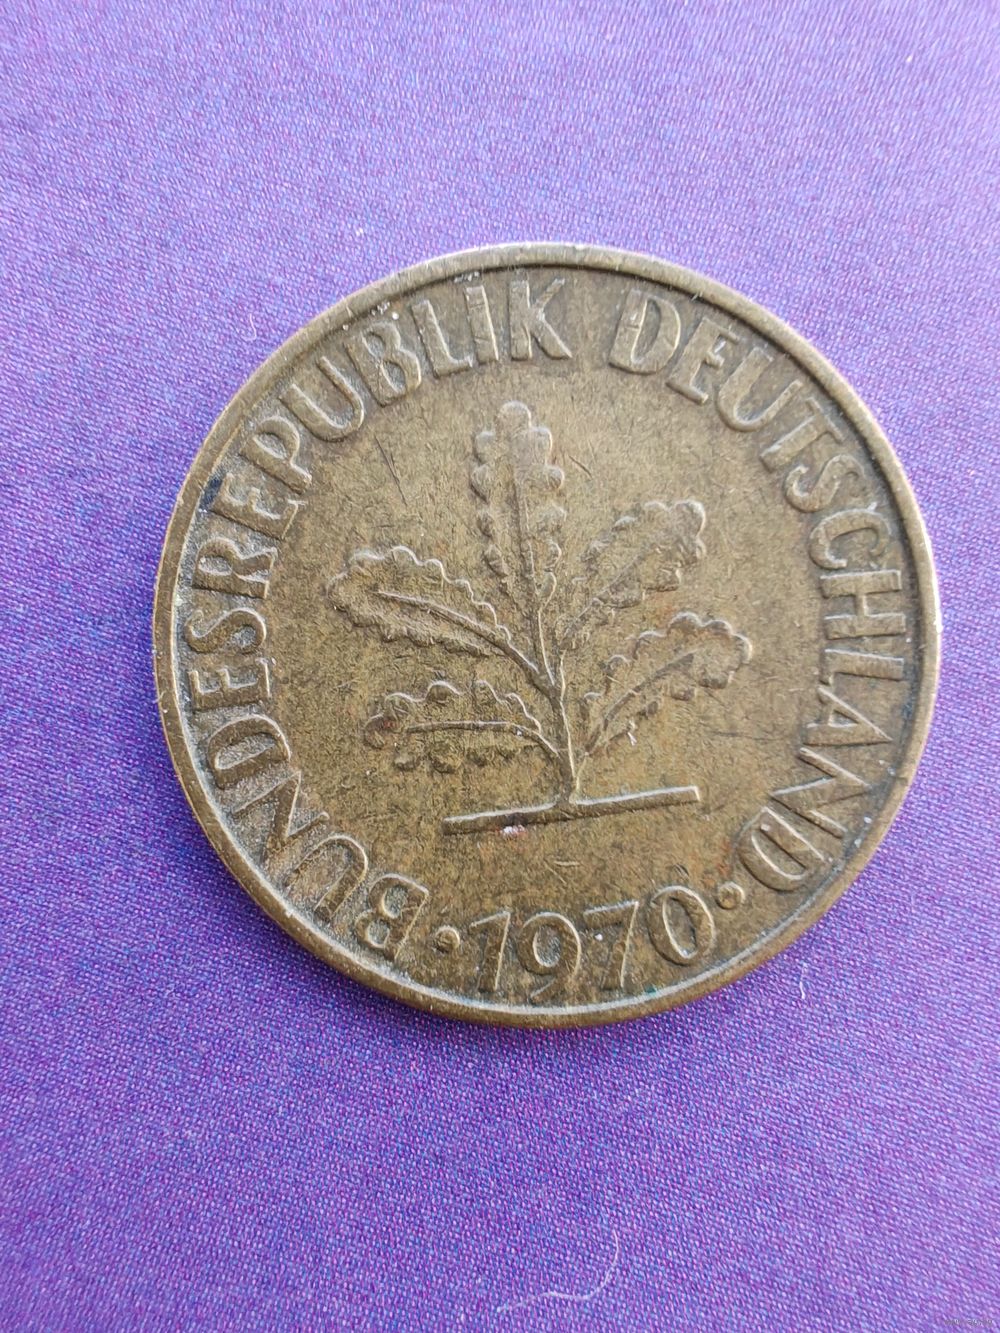 BUNDESREPUBLIK DEUTSCHLAND
• 1970 •